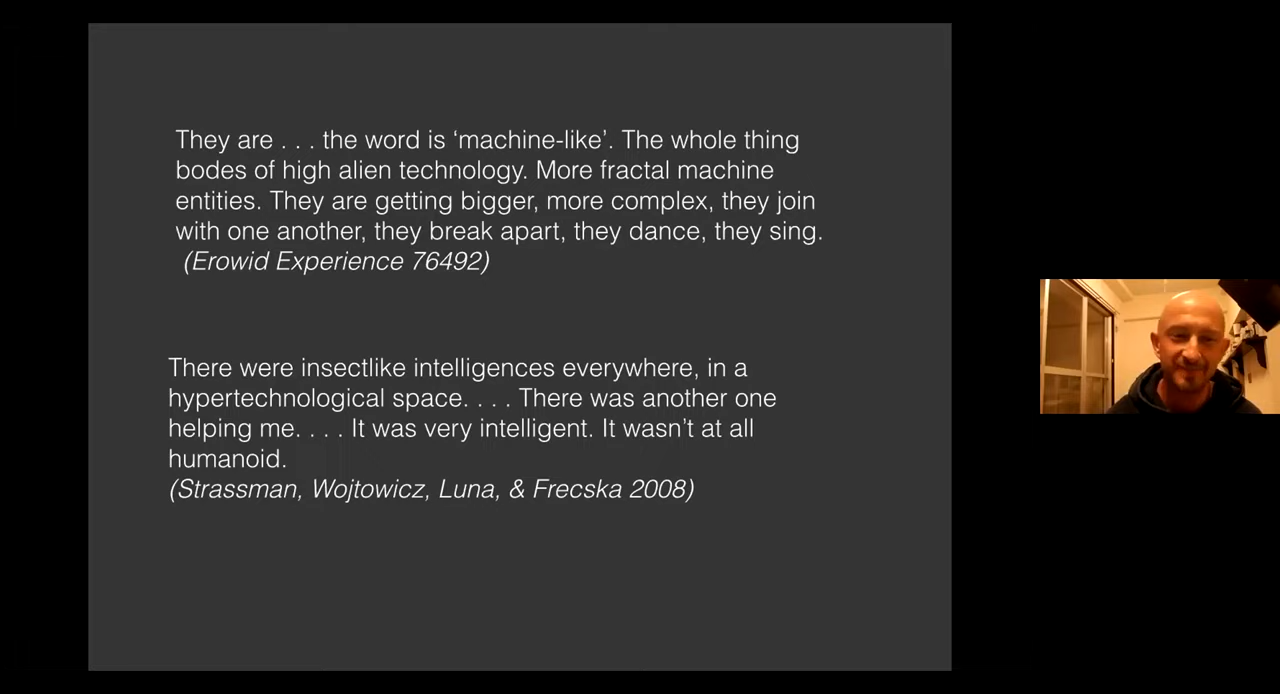 They are . . . the word is ‘machine-like’. The whole thing
bodes of high alien technology. More fractal machine
entities. They are getting bigger, more complex, they join
with one another, they break apart, they dance, they sing.
(Erowid Experience 76492)
There were insectlike intelligences everywhere, in a
hypertechnological space. . . . There was another one
helping me. . . . It was very intelligent. It wasn’t at all
humanoid.
(Strassman, Wojtowicz, Luna, & Frecska 2008)